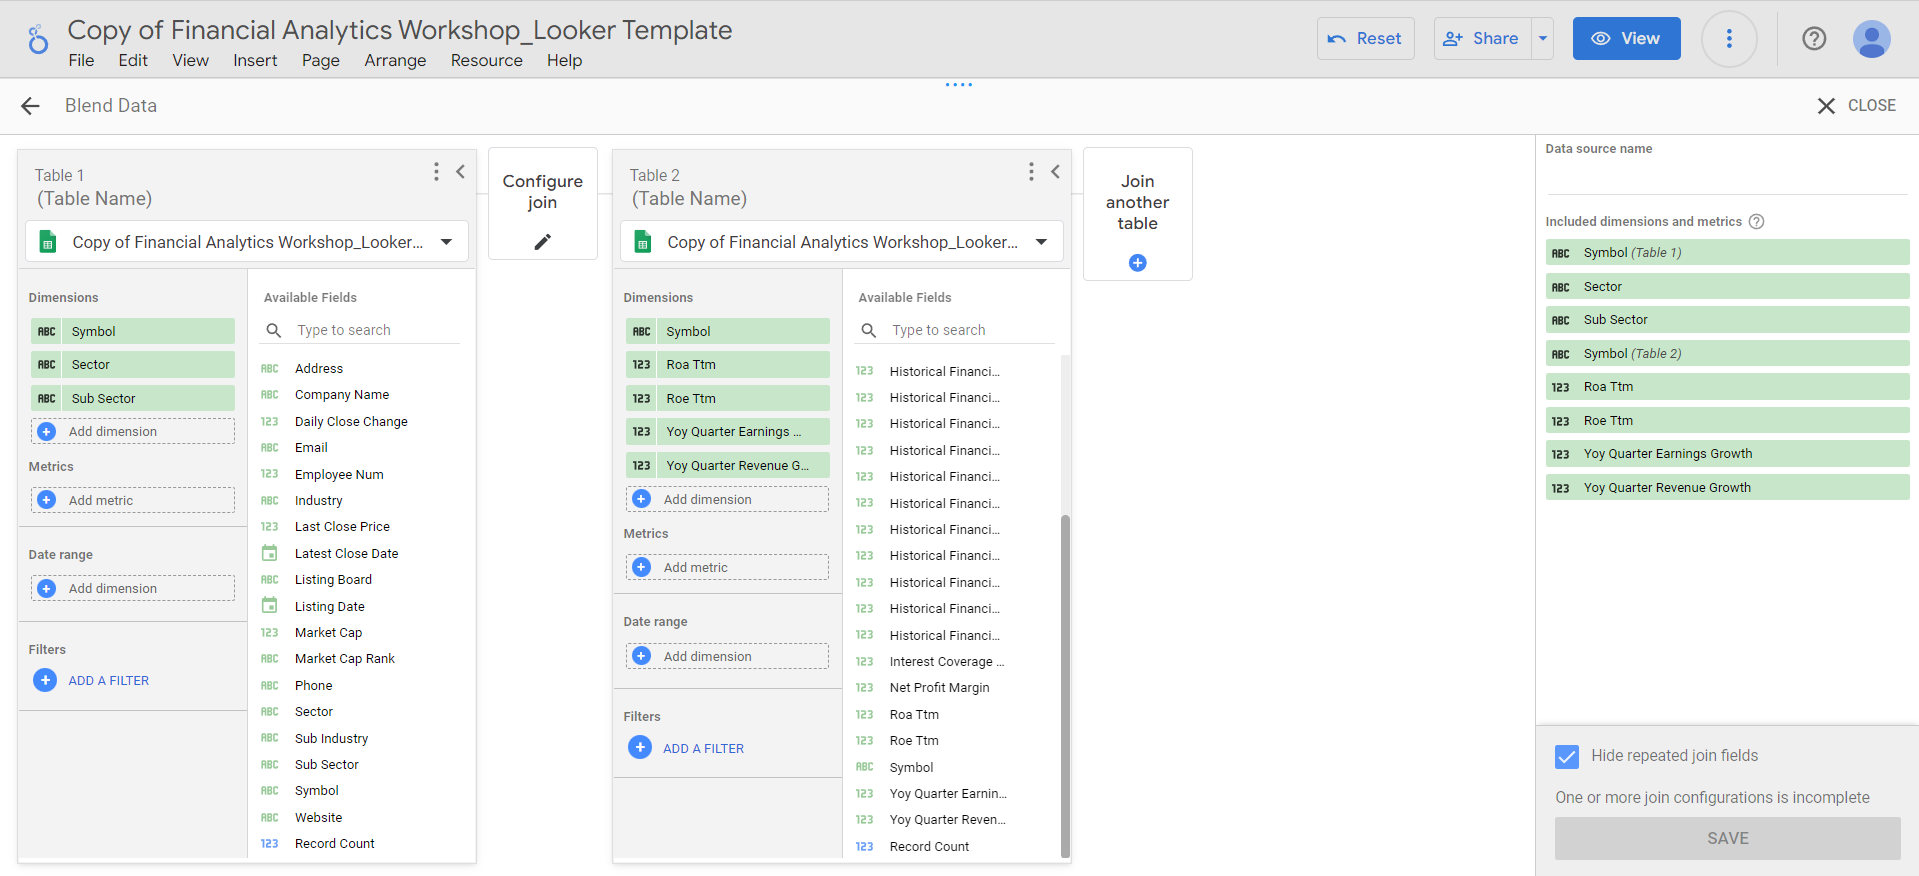 Copy of Financial Analytics Workshop_Looker Template
File Edit View Insert Page Arrange Resource Help
Reset
Share
View
Blend Data
CLOSE
Table 1
(Table Name)
Copy of Financial Analytics Workshop_Looker...
Dimensions
ABC Symbol
ABC Sector
ABC Sub Sector
Add dimension
Metrics
Add metric
Date range
Add dimension
Filters
ADD A FILTER
Available Fields
Type to search
ABC Address
ABC Company Name
123 Daily Close Change
ABC Email
123 Employee Num
ABC Industry
123 Last Close Price
Latest Close Date
ABC Listing Board
Listing Date
123 Market Cap
ABC Market Cap Rank
ABC Phone
ABC Sector
ABC Sub Industry
ABC Sub Sector
ABC Symbol
ABC Website
123 Record Count
Configure
join
Table 2
(Table Name)
Copy of Financial Analytics Workshop_Looker...
Dimensions
ABC Symbol
123 Roa Ttm
123 Roe Ttm
123 Yoy Quarter Earnings ...
123 Yoy Quarter Revenue G...
Add dimension
Metrics
Add metric
Date range
Add dimension
Filters
ADD A FILTER
Available Fields
Type to search
123 Historical Financi...
123 Historical Financi...
123 Historical Financi...
123 Historical Financi...
123 Historical Financi...
123 Historical Financi...
123 Historical Financi...
123 Historical Financi...
123 Historical Financi...
123 Historical Financi...
123 Historical Financi...
123 Interest Coverage ...
123 Net Profit Margin
123 Roa Ttm
123 Roe Ttm
ABC Symbol
123 Yoy Quarter Earnin...
123 Yoy Quarter Reven...
123 Record Count
Join
another
table
Data source name
Included dimensions and metrics
ABC Symbol (Table 1)
ABC Sector
ABC Sub Sector
ABC Symbol (Table 2)
123 Roa Ttm
123 Roe Ttm
123 Yoy Quarter Earnings Growth
123 Yoy Quarter Revenue Growth
Hide repeated join fields
One or more join configurations is incomplete
SAVE